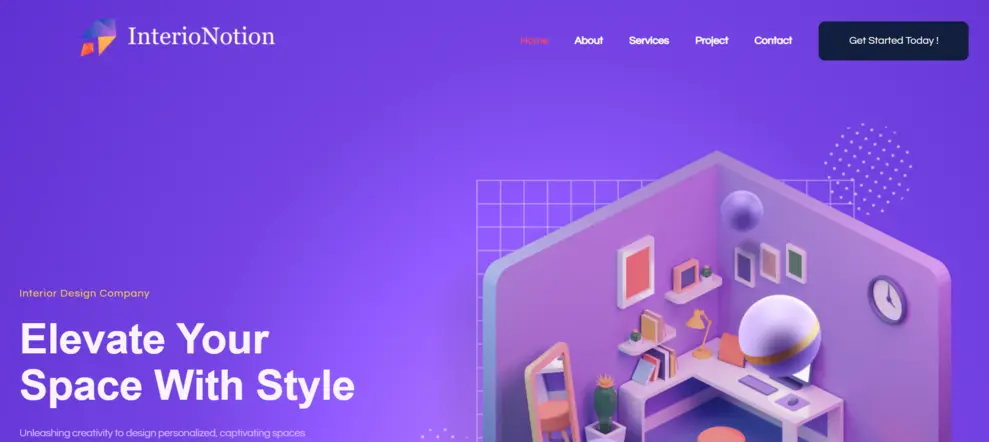 InterioNotion
Home About Services Project Contact Get Started Today !
Interior Design Company
Elevate Your
Space With Style
Unleashing creativity to design personalized, captivating spaces